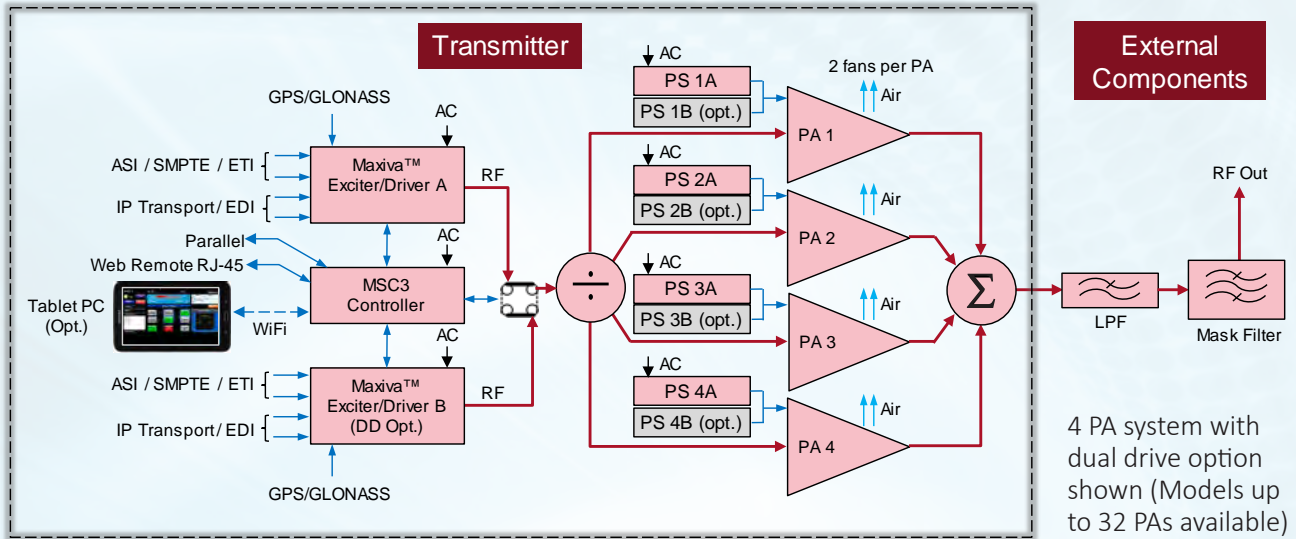 Transmitter
External
Components
GPS/GLONASS
AC
ASI / SMPTE / ETI
IP Transport/ EDI
Maxiva™
Exciter/Driver A
RF
Parallel
Web Remote RJ-45
Tablet PC
(Opt.)
WiFi
AC
MSC3
Controller
AC
ASI / SMPTE / ETI
IP Transport/ EDI
Maxiva™
Exciter/Driver B
(DD Opt.)
RF
GPS/GLONASS
÷
AC
PS 1A
PS 1B (opt.)
PA 1
2 fans per PA
Air
AC
PS 2A
PS 2B (opt.)
PA 2
Air
AC
PS 3A
PS 3B (opt.)
PA 3
Air
AC
PS 4A
PS 4B (opt.)
PA 4
Air
Σ
LPF
RF Out
Mask Filter
4 PA system with
dual drive option
shown (Models up
to 32 PAs available)